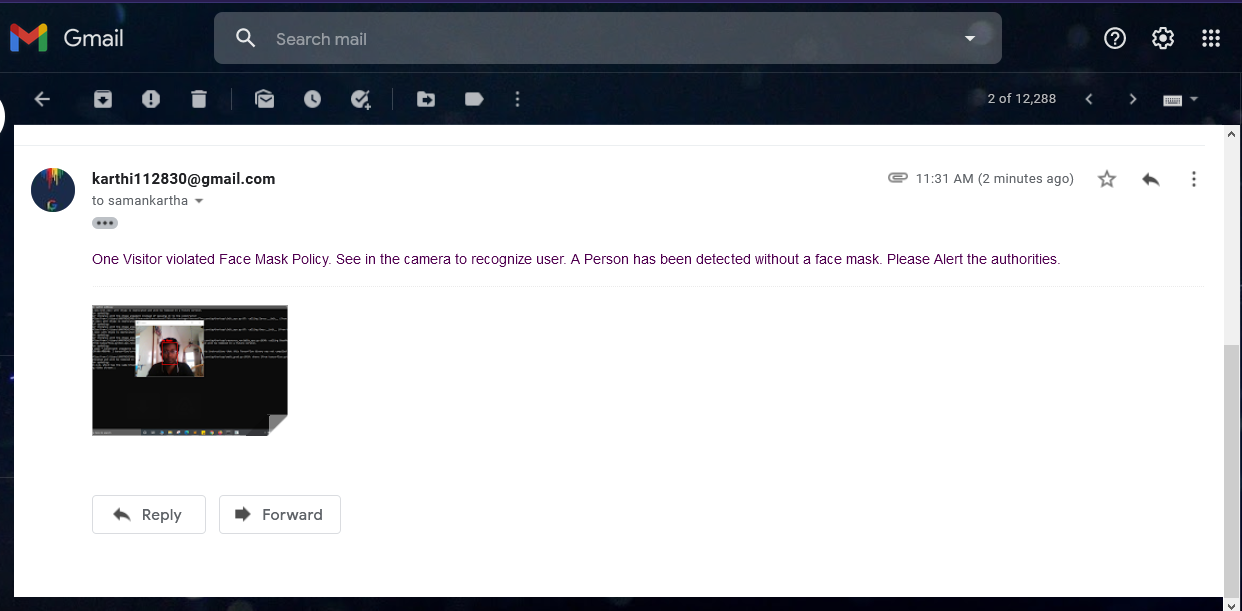 Gmail
Search mail
2 of 12,288
karthi112830@gmail.com
11:31 AM (2 minutes ago)
to samankartha
One Visitor violated Face Mask Policy. See in the camera to recognize user. A Person has been detected without a face mask. Please Alert the authorities.
Reply
Forward